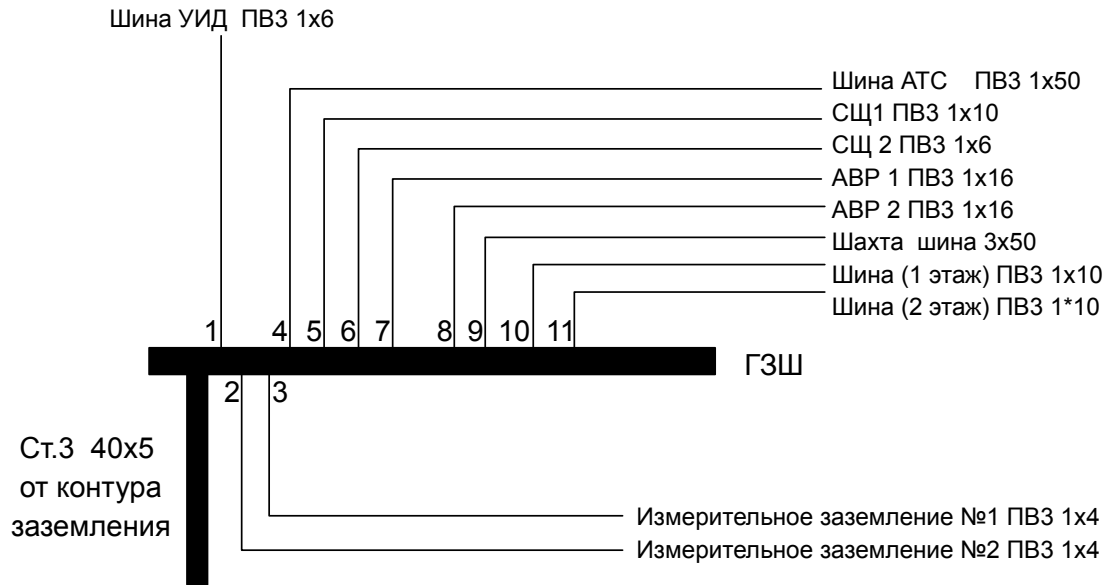 Шина УИД ПВ3 1х6
Шина АТС ПВ3 1х50
СЩ1 ПВ3 1х10
СЩ 2 ПВ3 1х6
АВР 1 ПВ3 1х16
АВР 2 ПВ3 1х16
Шахта шина 3х50
Шина (1 этаж) ПВ3 1х10
Шина (2 этаж) ПВ3 1*10
1 4 5 6 7 8 9 10 11
ГЗШ
2 3
Ст.3 40х5
от контура
заземления
Измерительное заземление №1 ПВ3 1х4
Измерительное заземление №2 ПВ3 1х4